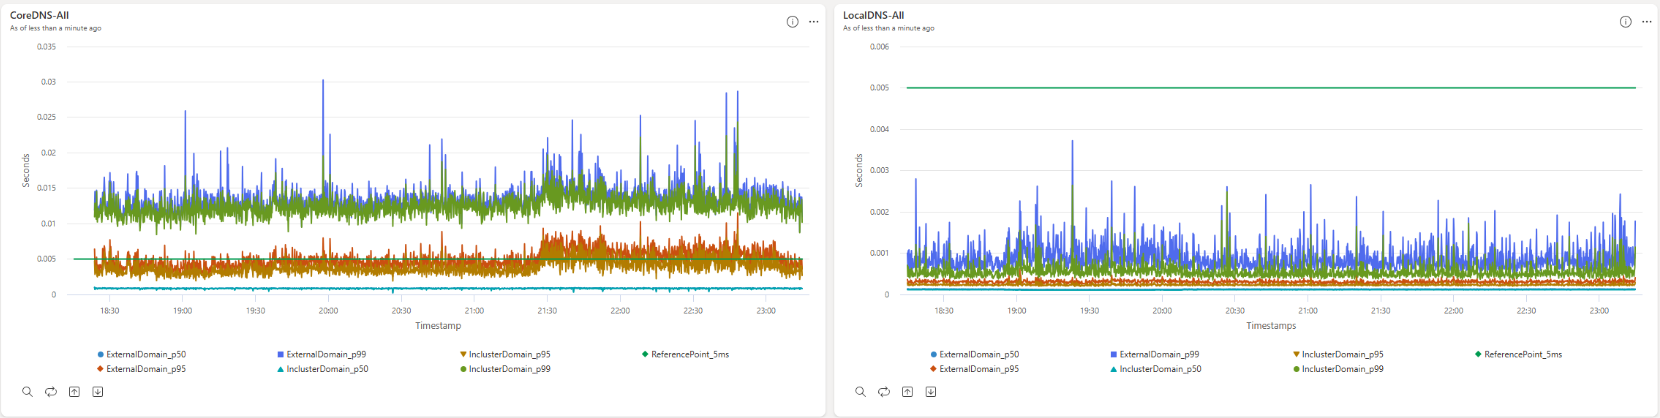 CoreDNS-All
As of less than a minute ago
0.035
0.03
0.025
0.02
0.015
0.01
0.005
0
Seconds
18:30 19:00 19:30 20:00 20:30 21:00 21:30 22:00 22:30 23:00
Timestamp
ExternalDomain_p50 ExternalDomain_p99 InclusterDomain_p95 ReferencePoint_5ms
ExternalDomain_p95 InclusterDomain_p50 InclusterDomain_p99
LocalDNS-All
As of less than a minute ago
0.006
0.005
0.004
0.003
0.002
0.001
0
Seconds
18:30 19:00 19:30 20:00 20:30 21:00 21:30 22:00 22:30 23:00
Timestamps
ExternalDomain_p50 ExternalDomain_p99 InclusterDomain_p95 ReferencePoint_5ms
ExternalDomain_p95 InclusterDomain_p50 InclusterDomain_p99